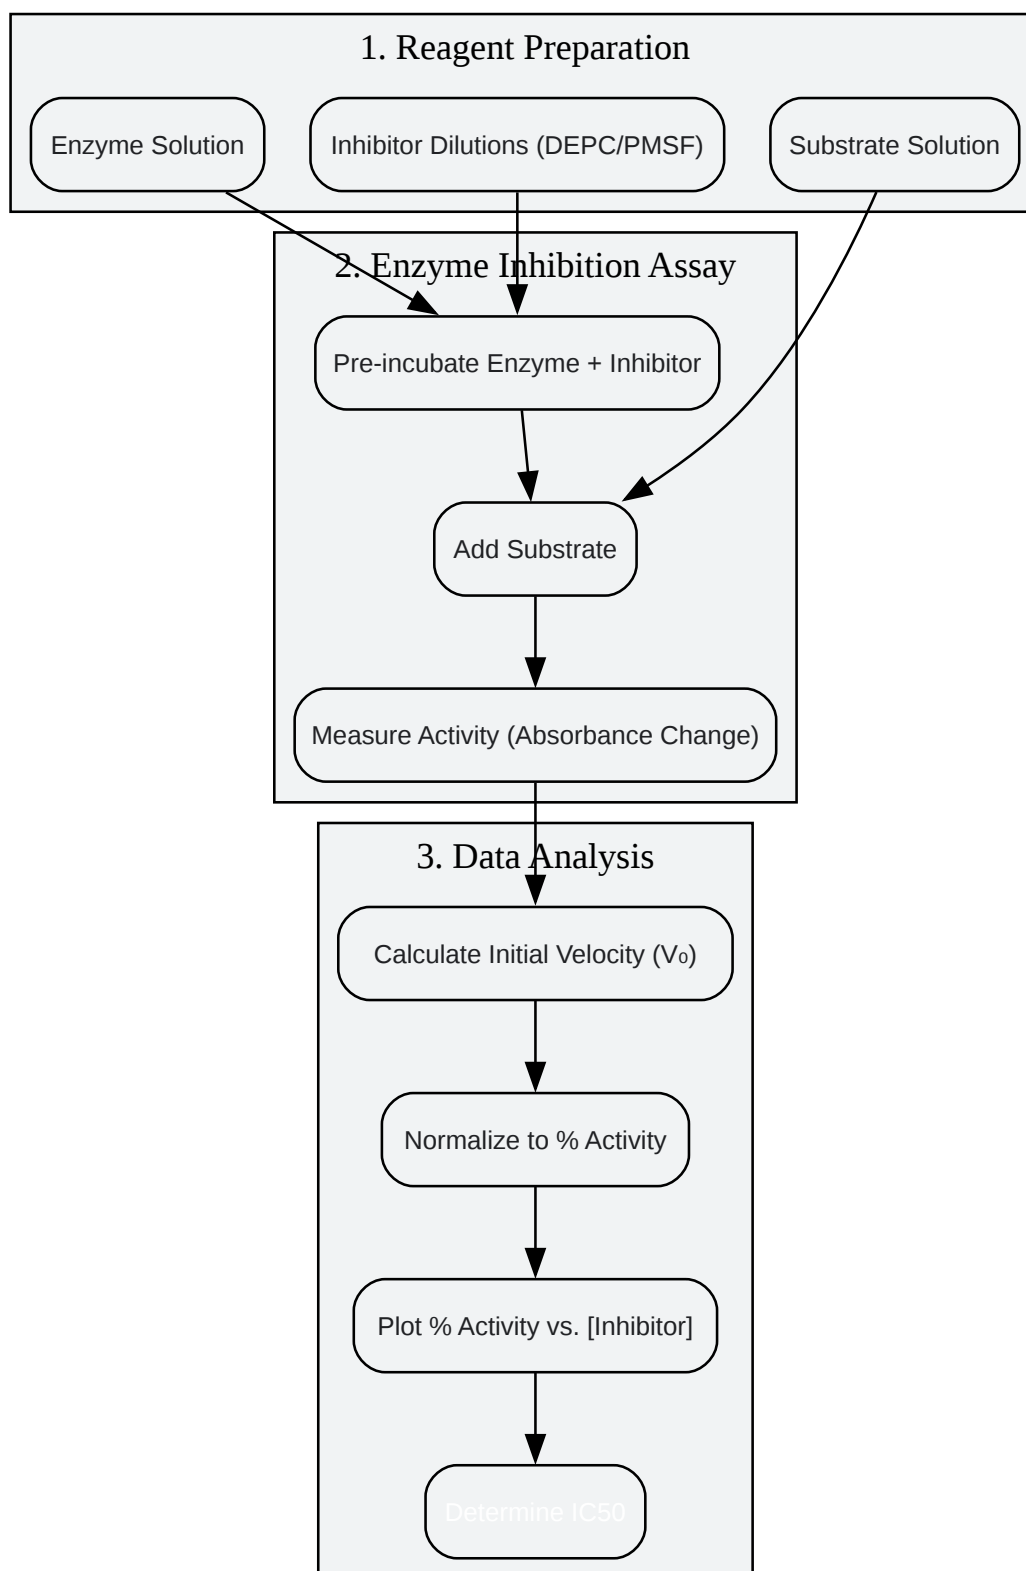 1. Reagent Preparation
Enzyme Solution
Inhibitor Dilutions (DEPC/PMSF)
Substrate Solution
2. Enzyme Inhibition Assay
Pre-incubate Enzyme + Inhibitor
Add Substrate
Measure Activity (Absorbance Change)
3. Data Analysis
Calculate Initial Velocity (V₀)
Normalize to % Activity
Plot % Activity vs. [Inhibitor]
Determine IC50